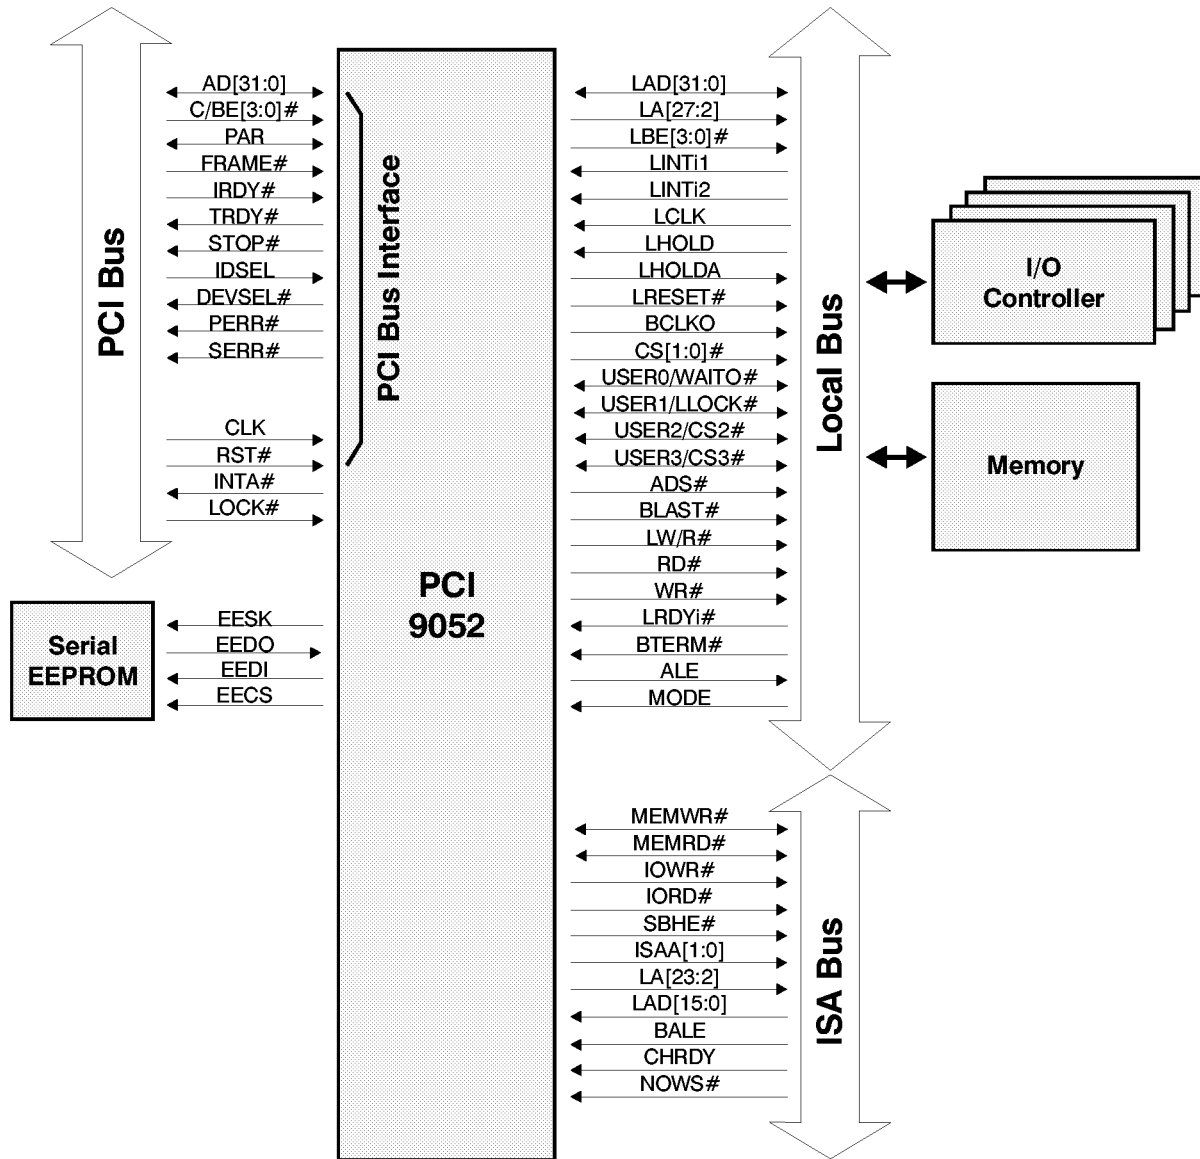 PCI Bus
AD[31:0]
C/BE[3:0]#
PAR
FRAME#
IRDY#
TRDY#
STOP#
IDSEL
DEVSEL#
PERR#
SERR#
CLK
RST#
INTA#
LOCK#
PCI Bus Interface
Serial
EEPROM
EESK
EEDO
EEDI
EECS
PCI
9052
LAD[31:0]
LA[27:2]
LBE[3:0]#
LINTi1
LINTi2
LCLK
LHOLD
LHOLDA
LRESET#
BCLKO
CS[1:0]#
USER0/WAITO#
USER1/LLOCK#
USER2/CS2#
USER3/CS3#
ADS#
BLAST#
LW/R#
RD#
WR#
LRDYi#
BTERM#
ALE
MODE
Local Bus
I/O
Controller
Memory
MEMWR#
MEMRD#
IOWR#
IORD#
SBHE#
ISAA[1:0]
LA[23:2]
LAD[15:0]
BALE
CHRDY
NOWS#
ISA Bus